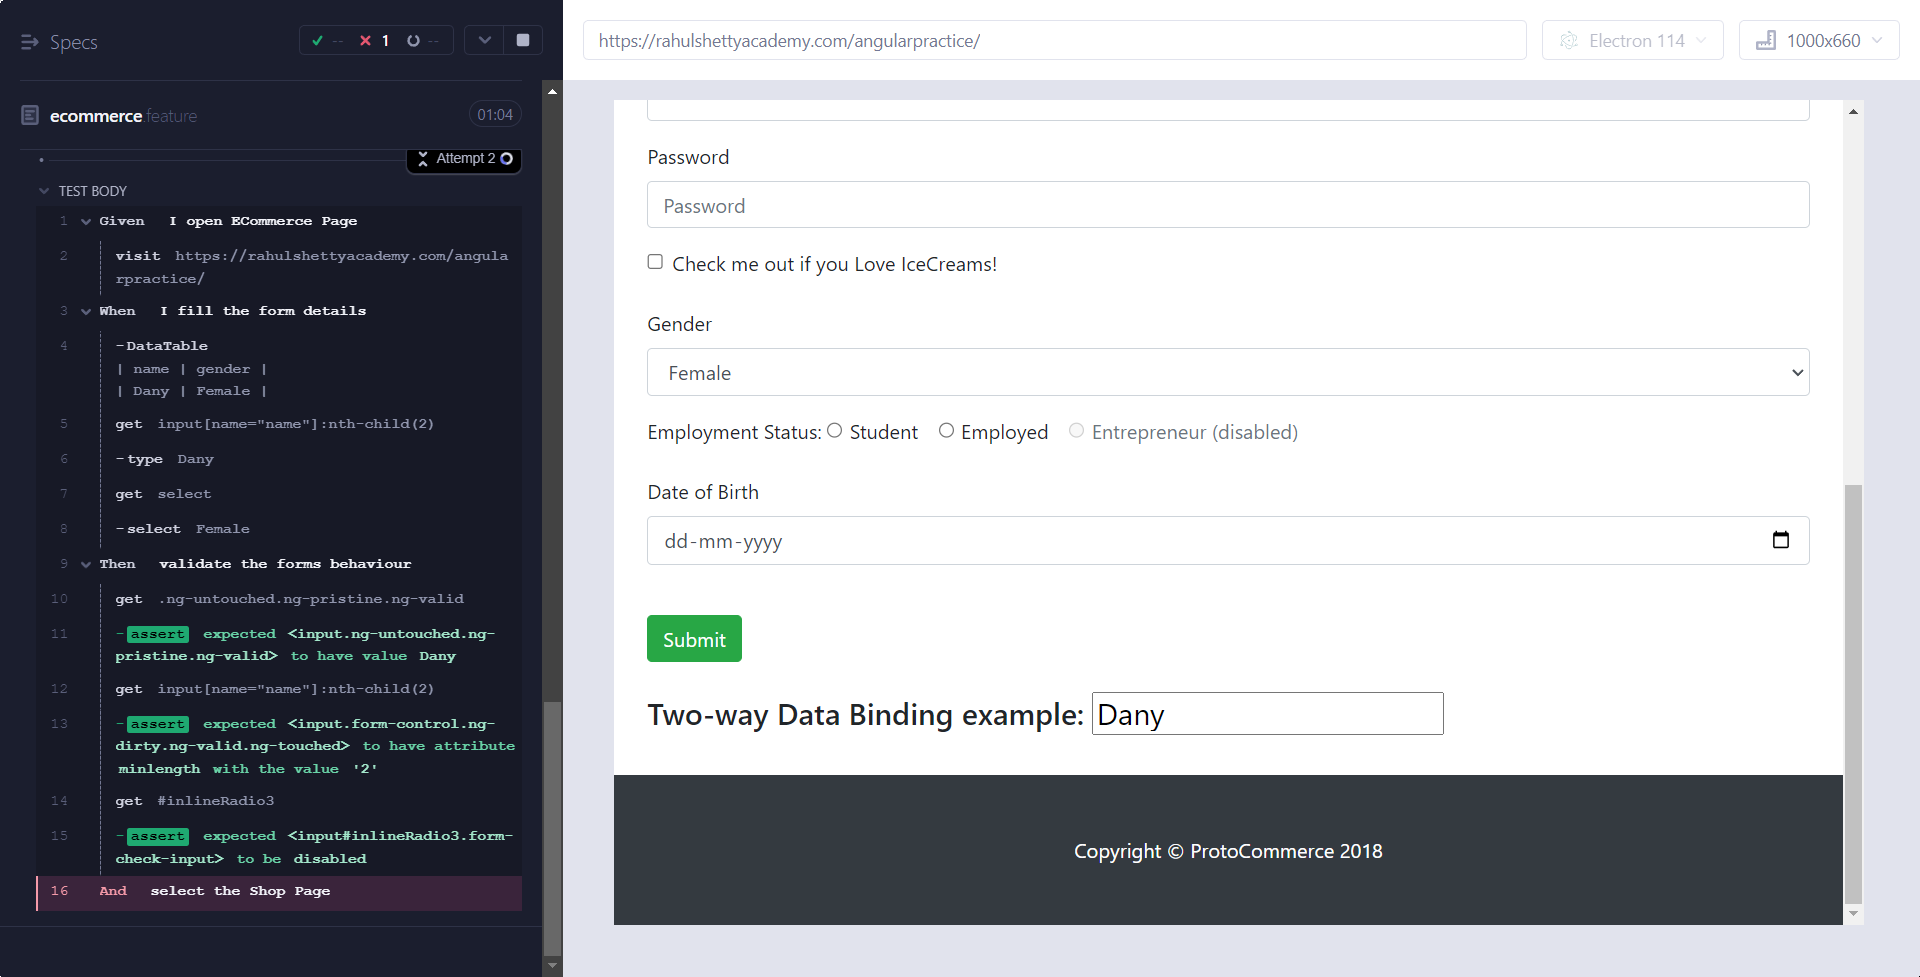 Specs
-- 1 --
ecommerce.feature
01:04
Attempt 2
TEST BODY
1 Given I open ECommerce Page
2 visit https://rahulshettyacademy.com/angula
rpractice/
3 When I fill the form details
4 -DataTable
| name | gender |
| Dany | Female |
5 get input[name="name"]:nth-child(2)
6 -type Dany
7 get select
8 -select Female
9 Then validate the forms behaviour
10 get .ng-untouched.ng-pristine.ng-valid
11 -assert expected <input.ng-untouched.ng-
pristine.ng-valid> to have value Dany
12 get input[name="name"]:nth-child(2)
13 -assert expected <input.form-control.ng-
dirty.ng-valid.ng-touched> to have attribute
minlength with the value '2'
14 get #inlineRadio3
15 -assert expected <input#inlineRadio3.form-
check-input> to be disabled
16 And select the Shop Page
https://rahulshettyacademy.com/angularpractice/
Electron 114
1000x660
Password
Password
Check me out if you Love IceCreams!
Gender
Female
Employment Status: Student Employed Entrepreneur (disabled)
Date of Birth
dd-mm-yyyy
Submit
Two-way Data Binding example: Dany
Copyright © ProtoCommerce 2018